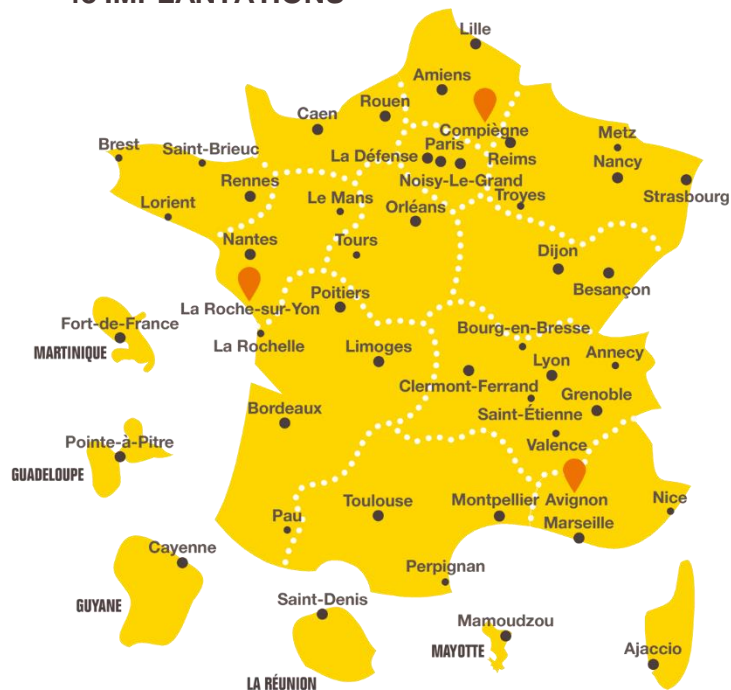 IMPLANTATIONS
Lille
Amiens
Rouen
Caen
Compiègne
Metz
Brest
Saint-Brieuc
La Défense
Paris
Reims
Nancy
Rennes
Noisy-Le-Grand
Strasbourg
Lorient
Le Mans
Orléans
Troyes
Nantes
Tours
Dijon
Besançon
Poitiers
La Roche-sur-Yon
Fort-de-France
MARTINIQUE
La Rochelle
Limoges
Bourg-en-Bresse
Annecy
Lyon
Clermont-Ferrand
Grenoble
Bordeaux
Saint-Étienne
Pointe-à-Pitre
Valence
GUADELOUPE
Toulouse
Montpellier
Avignon
Nice
Pau
Marseille
Cayenne
Perpignan
GUYANE
Saint-Denis
Mamoudzou
MAYOTTE
Ajaccio
LA RÉUNION